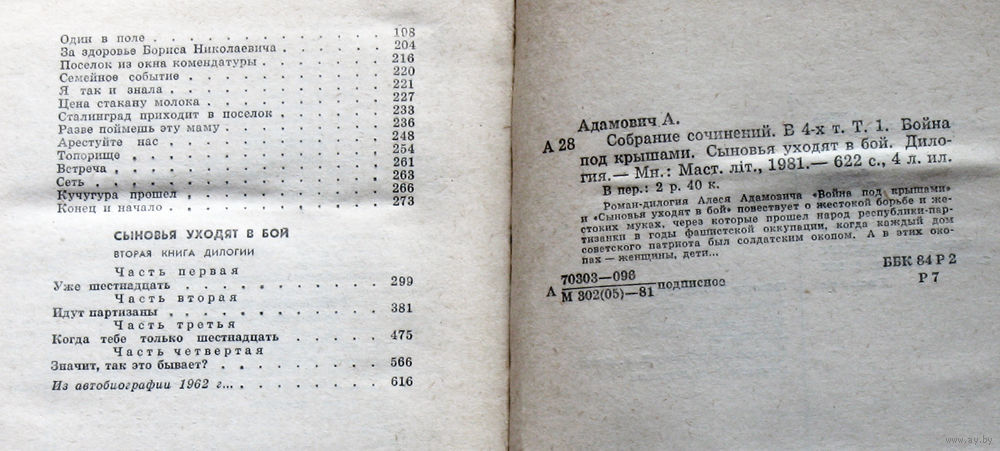 Один в поле . . . . . . . . . . . . 198
За здоровье Бориса Николаевича . . . . . . 204
Поселок из окна комендатуры . . . . . . . 216
Семейное событие . . . . . . . . . . 220
Я так и знала . . . . . . . . . . . 221
Цена стакану молока . . . . . . . . . 227
Сталинград приходит в поселок . . . . . . 233
Разве поймешь эту маму . . . . . . . . 236
Арестуйте нас . . . . . . . . . . . 248
Топорище . . . . . . . . . . . . 254
Встреча . . . . . . . . . . . . . 261
Сеть . . . . . . . . . . . . . . 263
Кучугура прошел . . . . . . . . . . 266
Конец и начало . . . . . . . . . . . 273
СЫНОВЬЯ УХОДЯТ В БОЙ
ВТОРАЯ КНИГА ДИЛОГИИ
Часть первая
Уже шестнадцать . . . . . . . . . . 299
Часть вторая
Идут партизаны . . . . . . . . . . . 381
Часть третья
Когда тебе только шестнадцать . . . . . 475
Часть четвертая
Значит, так это бывает? . . . . . . . . 566
Из автобиографии 1962 г... . . . . . . . . 616
Адамович А.
А 28 Собрание сочинений. В 4-х т. Т. 1. Война
под крышами. Сыновья уходят в бой. Дило-
гия.— Мн.: Маст. літ., 1981.— 622 с., 4 л. ил.
В пер.: 2 р. 40 к.
Роман-дилогия Алеся Адамовича «Война под крышами»
и «Сыновья уходят в бой» повествует о жестокой борьбе и же-
стоких муках, через которые прошел народ республики-пар-
тизанки в годы фашистской оккупации, когда каждый дом
советского патриота был солдатским окопом. А в этих око-
пах — женщины, дети...
А 70303—096
М 302(05)—81 подписное
ББК 84 Р 2
Р 7
www.ay.by